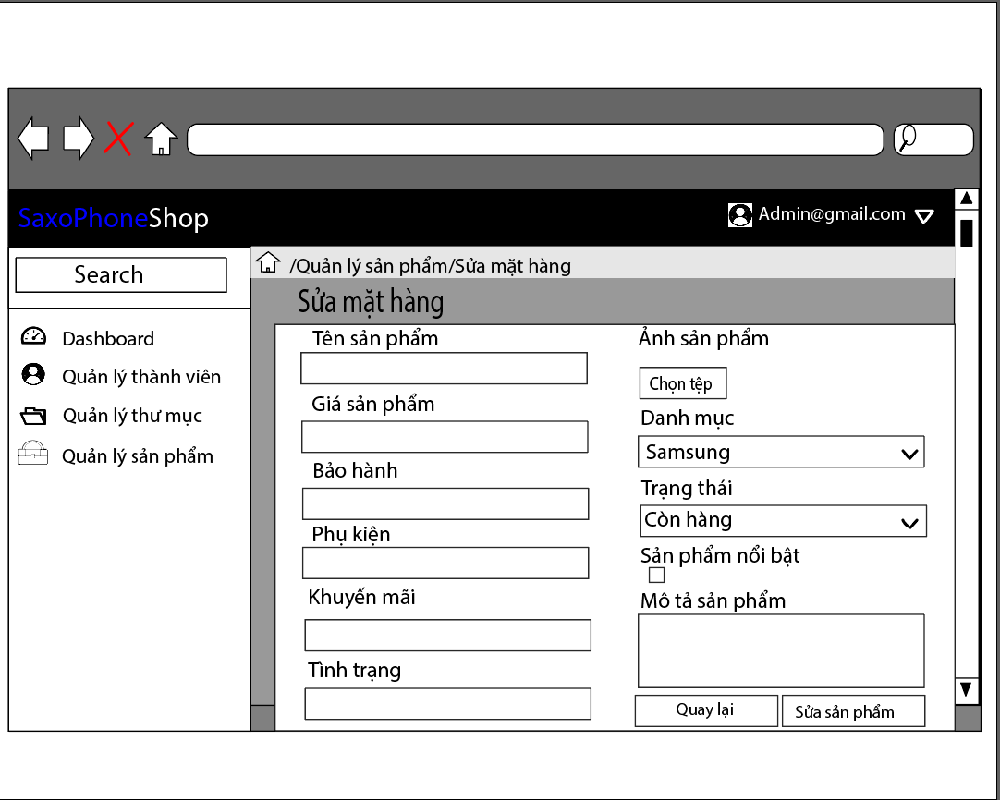 SaxoPhoneShop
Admin@gmail.com
Search
Dashboard
Quản lý thành viên
Quản lý thư mục
Quản lý sản phẩm
/Quản lý sản phẩm/Sửa mặt hàng
Sửa mặt hàng
Tên sản phẩm
Giá sản phẩm
Bảo hành
Phụ kiện
Khuyến mãi
Tình trạng
Ảnh sản phẩm
Chọn tệp
Danh mục
Samsung
Trạng thái
Còn hàng
Sản phẩm nổi bật
Mô tả sản phẩm
Quay lại
Sửa sản phẩm